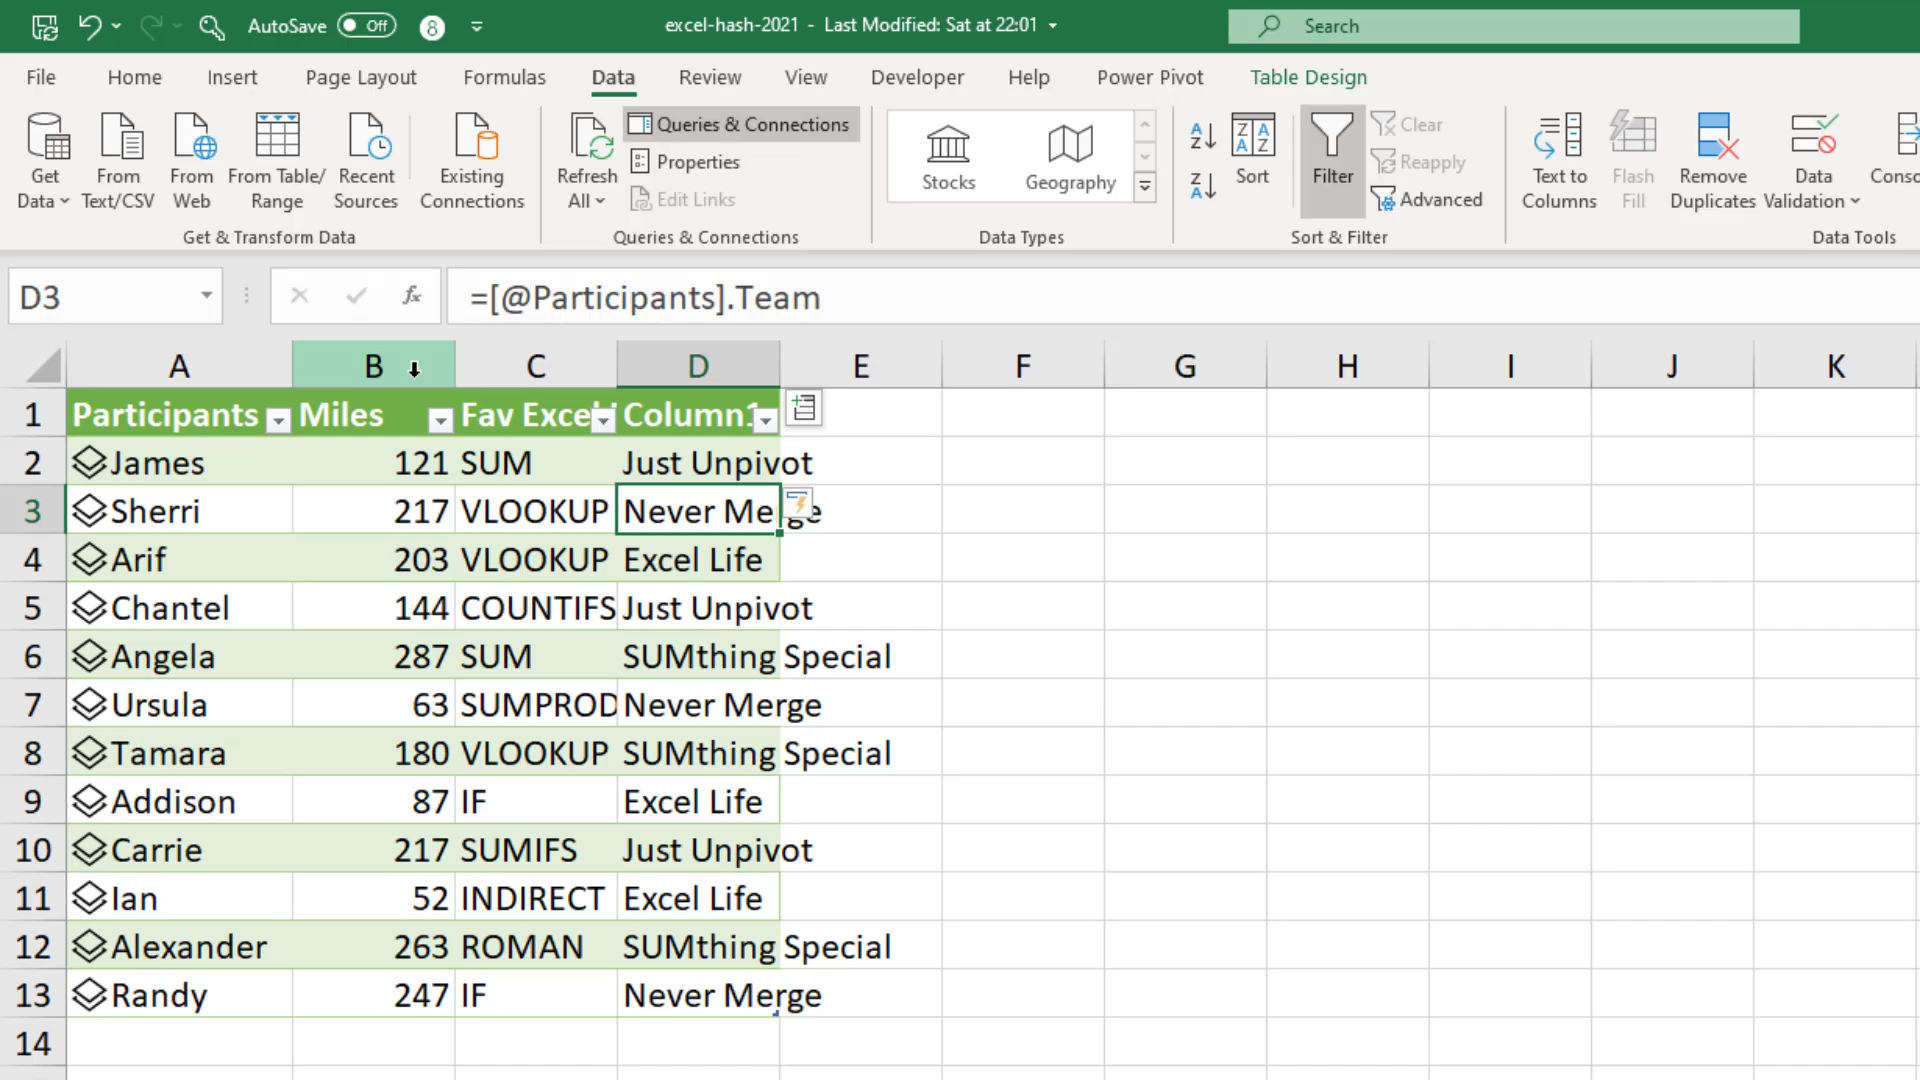 AutoSave Off 8 excel-hash-2021 - Last Modified: Sat at 22:01 Search
File Home Insert Page Layout Formulas Data Review View Developer Help Power Pivot Table Design
Get Data From Text/CSV From Web From Table/ Range Recent Sources Existing Connections
Get & Transform Data
Refresh All Queries & Connections
Properties
Edit Links
Queries & Connections
Stocks Geography
Data Types
Sort Filter Clear
Reapply
Advanced
Sort & Filter
Text to Columns Flash Fill Remove Duplicates Data Validation
Data Tools
D3 fx =[@Participants].Team
A B C D E F G H I J K
1 Participants Miles Fav Excel Column1
2 James 121 SUM Just Unpivot
3 Sherri 217 VLOOKUP Never Merge
4 Arif 203 VLOOKUP Excel Life
5 Chantel 144 COUNTIFS Just Unpivot
6 Angela 287 SUM SUMthing Special
7 Ursula 63 SUMPROD Never Merge
8 Tamara 180 VLOOKUP SUMthing Special
9 Addison 87 IF Excel Life
10 Carrie 217 SUMIFS Just Unpivot
11 Ian 52 INDIRECT Excel Life
12 Alexander 263 ROMAN SUMthing Special
13 Randy 247 IF Never Merge
14